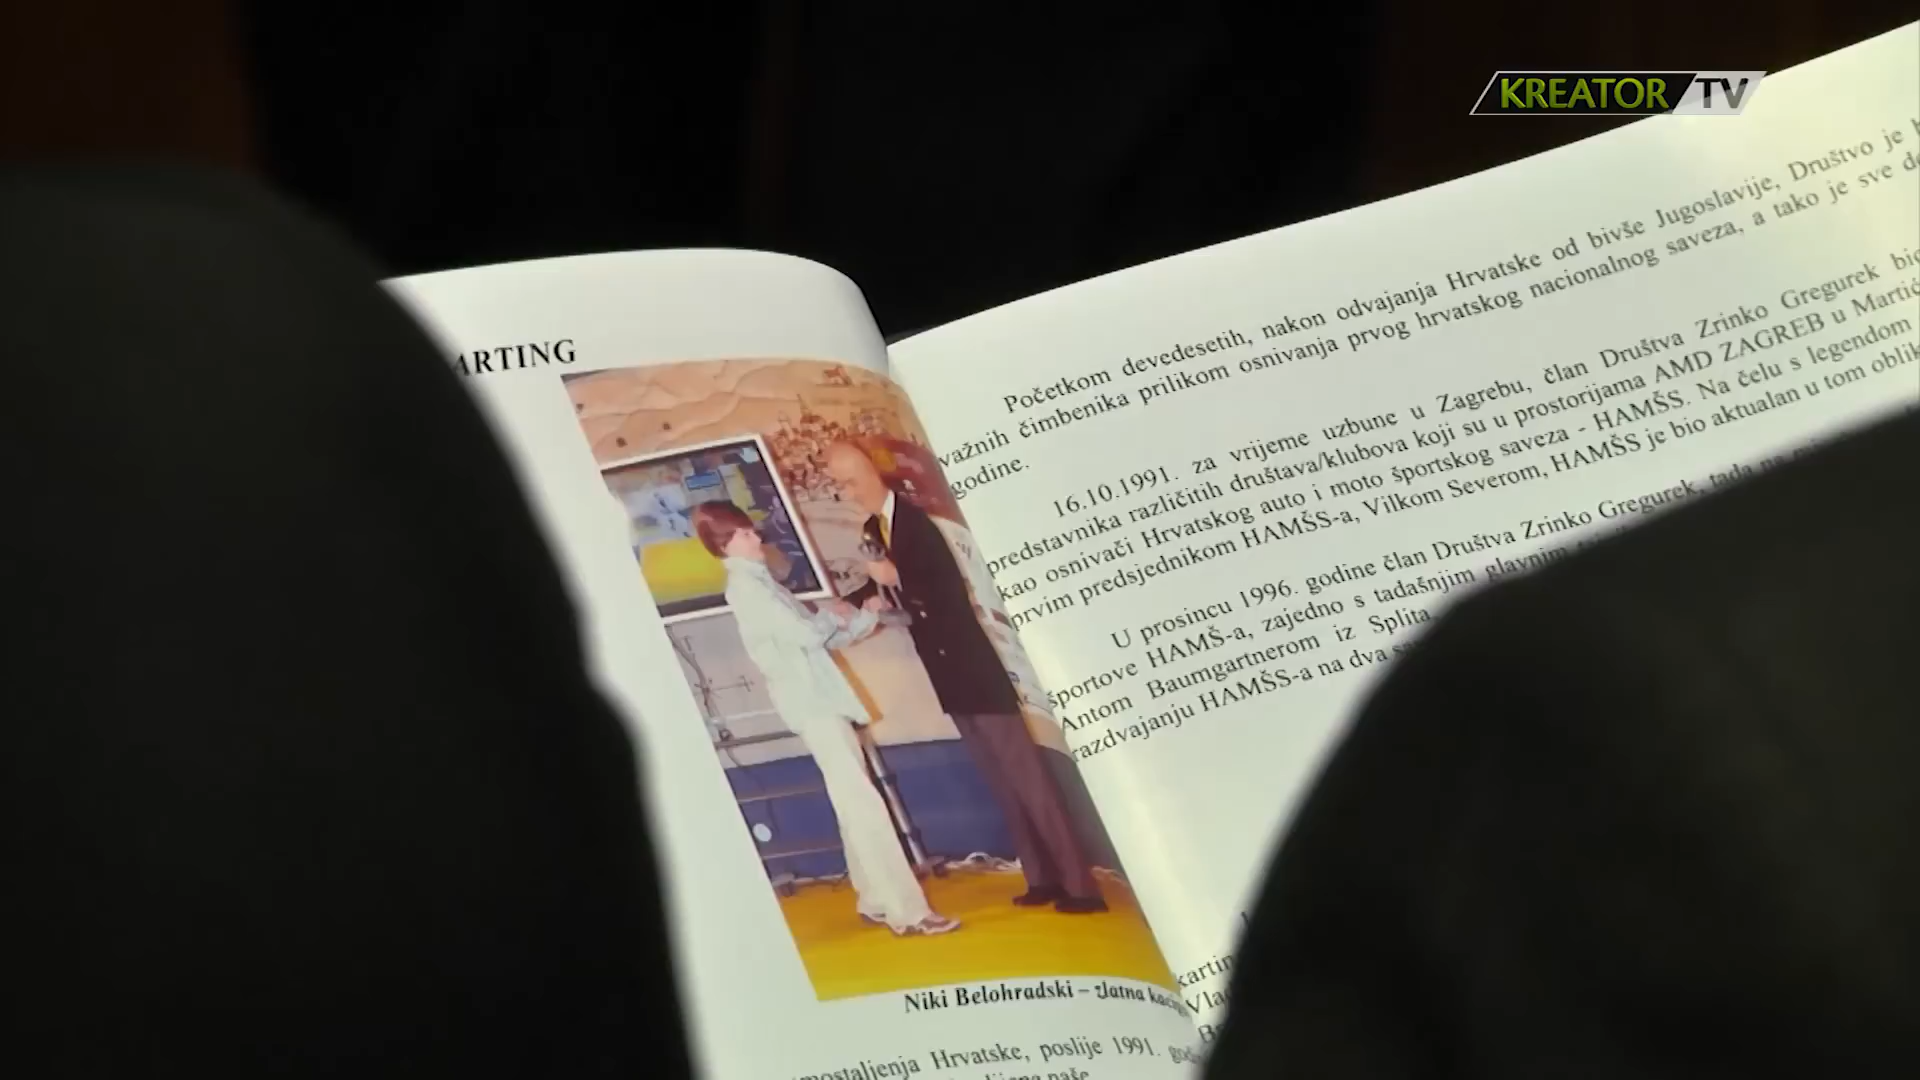 KREATOR TV
ARTING
Niki Belohradski – zlatna
Hrvatske, poslije 1991.
naše
Početkom devedesetih, nakon odvajanja Hrvatske od bivše Jugoslavije, Društvo je
važnih čimbenika prilikom osnivanja prvog hrvatskog nacionalnog saveza, a tako je sve
godine.
16.10.1991. za vrijeme uzbune u Zagrebu, član Društva Zrinko Gregurek bio
predstavnika različitih društava/klubova koji su u prostorijama AMD ZAGREB u
kao osnivači Hrvatskog auto i moto športskog saveza - HAMŠS. Na čelu s legendom
prvim predsjednikom HAMŠS-a, Vilkom Severom, HAMŠS je bio aktualan u tom
U prosincu 1996. godine član Društva Zrinko Gregurek, tada
športove HAMŠ-a, zajedno s tadašnjim glavnim
Antom Baumgartnerom iz Splita,
razdvajanju HAMŠS-a na dva